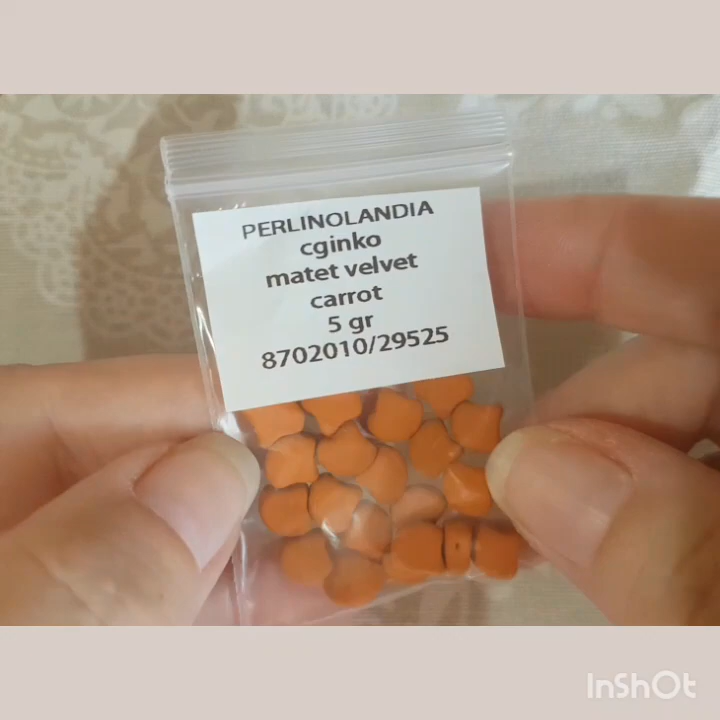 PERLINOLANDIA
cginko
matet velvet
carrot
5 gr
8702010/29525
InShOt